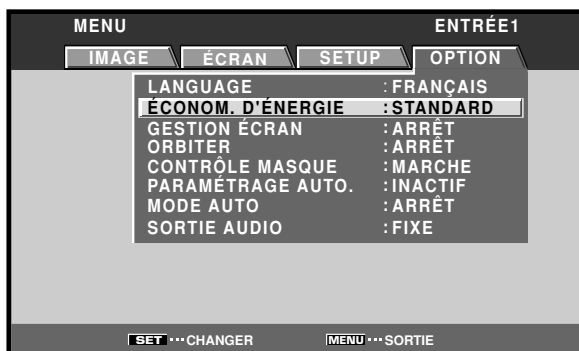 MENU ENTRÉE1
IMAGE ÉCRAN SETUP OPTION
LANGUAGE :FRANÇAIS
ÉCONOM. D'ÉNERGIE :STANDARD
GESTION ÉCRAN :ARRÊT
ORBITER :ARRÊT
CONTRÔLE MASQUE :MARCHE
PARAMÉTRAGE AUTO. :INACTIF
MODE AUTO :ARRÊT
SORTIE AUDIO :FIXE
SET ···CHANGER MENU ···SORTIE